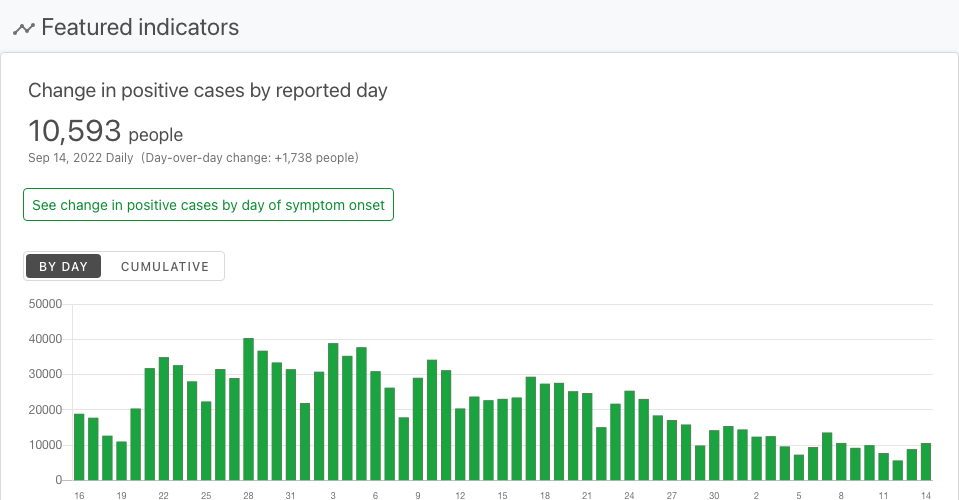 Featured indicators
Change in positive cases by reported day
10,593 people
Sep 14, 2022 Daily (Day-over-day change: +1,738 people)
See change in positive cases by day of symptom onset
BY DAY CUMULATIVE
50000
40000
30000
20000
10000
0
16 19 22 25 28 31 3 6 9 12 15 18 21 24 27 30 2 5 8 11 14